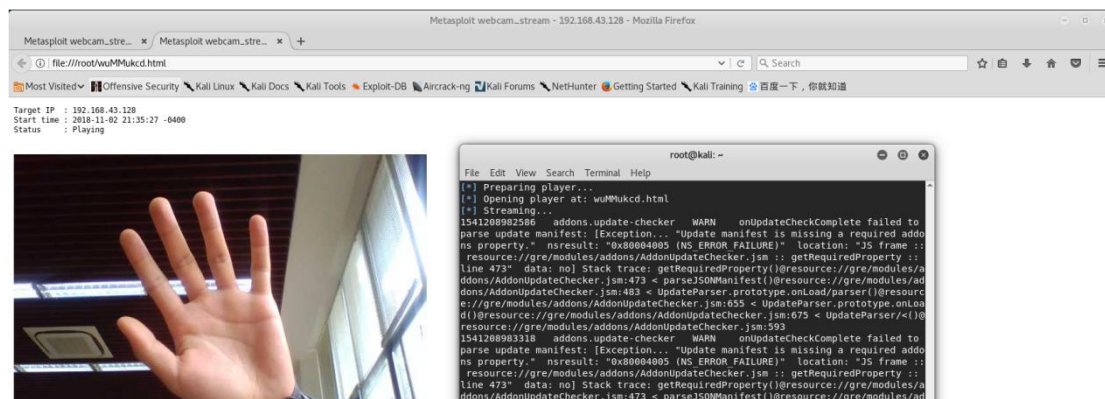 Metasploit webcam_stream - 192.168.43.128 - Mozilla Firefox
Metasploit webcam_stre... × Metasploit webcam_stre... × +
file:///root/wuMMukcd.html Search
Most Visited Offensive Security Kali Linux Kali Docs Kali Tools Exploit-DB Aircrack-ng Kali Forums NetHunter Getting Started Kali Training 百度一下，你就知道
Target IP : 192.168.43.128
Start time : 2018-11-02 21:35:27 -0400
Status : Playing
root@kali: ~
File Edit View Search Terminal Help
[*] Preparing player...
[*] Opening player at: wuMMukcd.html
[*] Streaming...
1541208982586 addons.update-checker WARN onUpdateCheckComplete failed to
parse update manifest: [Exception... "Update manifest is missing a required addo
ns property." nsresult: "0x80004005 (NS_ERROR_FAILURE)" location: "JS frame ::
resource://gre/modules/addons/AddonUpdateChecker.jsm :: getRequiredProperty ::
line 473" data: no] Stack trace: getRequiredProperty()@resource://gre/modules/a
ddons/AddonUpdateChecker.jsm:473 < parseJSONManifest()@resource://gre/modules/ad
dons/AddonUpdateChecker.jsm:483 < UpdateParser.prototype.onLoad/parser()@resourc
e://gre/modules/addons/AddonUpdateChecker.jsm:655 < UpdateParser.prototype.onLoa
d()@resource://gre/modules/addons/AddonUpdateChecker.jsm:675 < UpdateParser/<()@
resource://gre/modules/addons/AddonUpdateChecker.jsm:593
1541208983318 addons.update-checker WARN onUpdateCheckComplete failed to
parse update manifest: [Exception... "Update manifest is missing a required addo
ns property." nsresult: "0x80004005 (NS_ERROR_FAILURE)" location: "JS frame ::
resource://gre/modules/addons/AddonUpdateChecker.jsm :: getRequiredProperty ::
line 473" data: no] Stack trace: getRequiredProperty()@resource://gre/modules/a
ddons/AddonUpdateChecker.jsm:473 < parseJSONManifest()@resource://gre/modules/ad